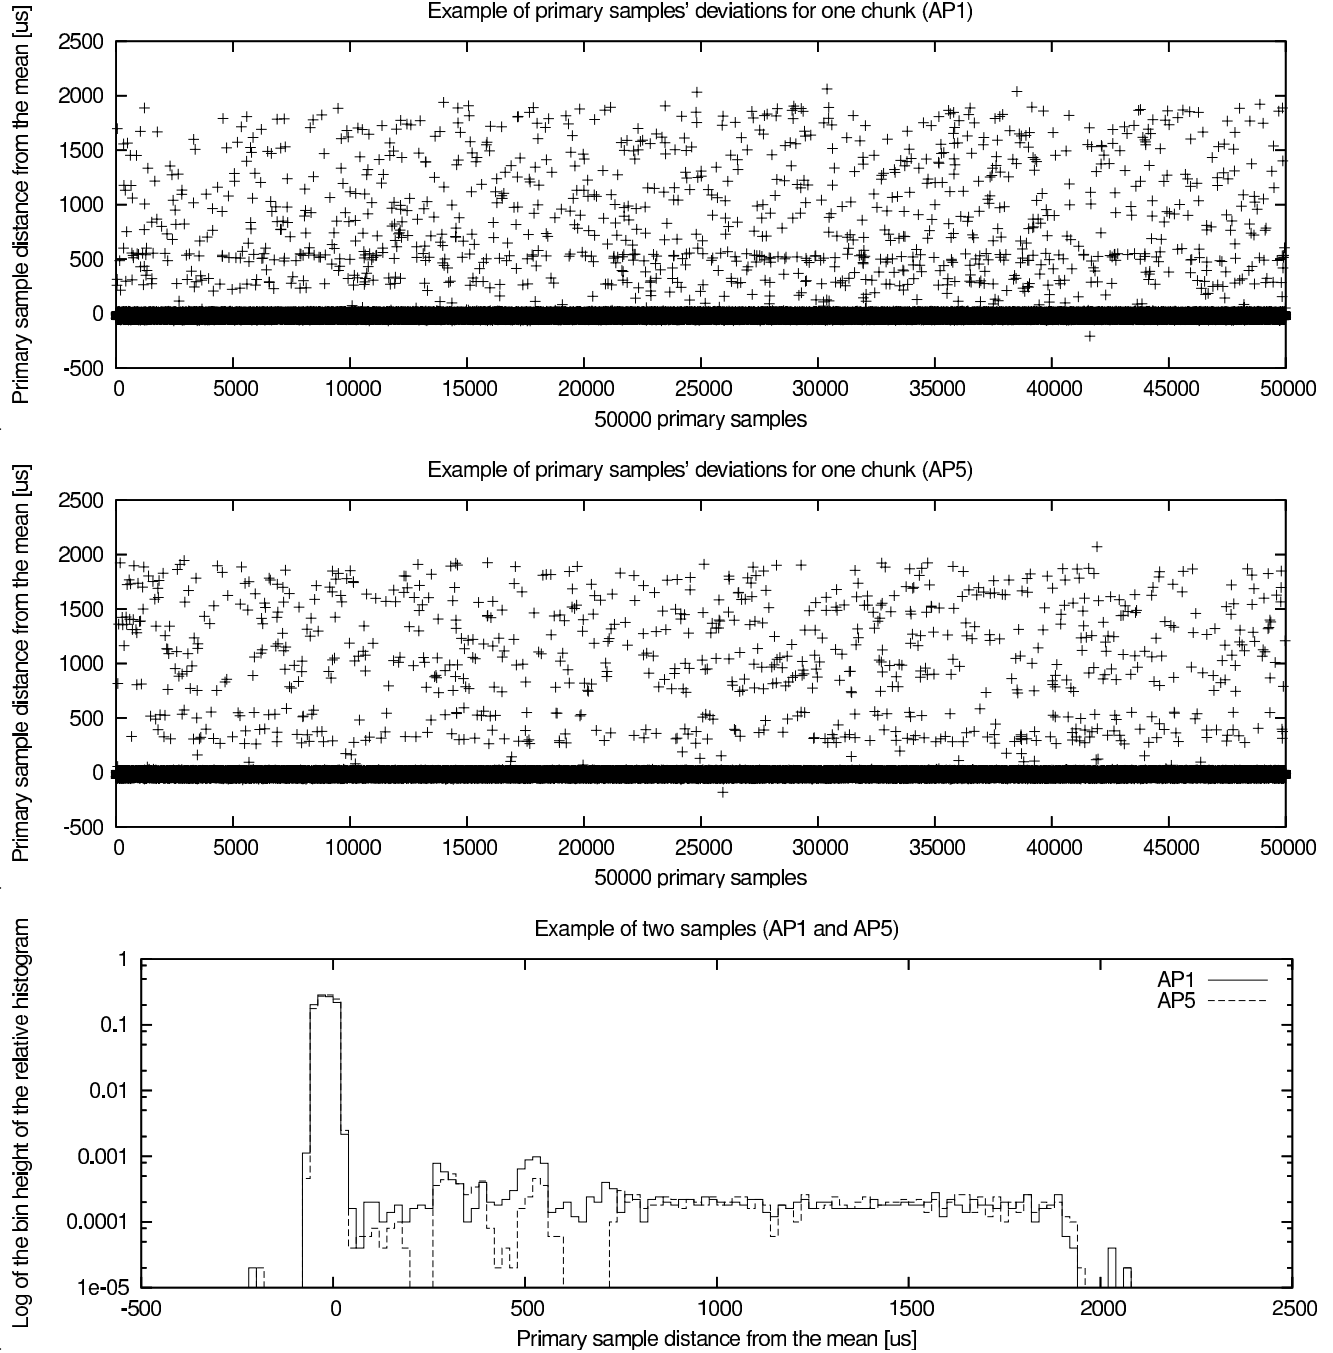 Example of primary samples' deviations for one chunk (AP1)
Primary sample distance from the mean [us]
2500
2000
1500
1000
500
0
-500
0 5000 10000 15000 20000 25000 30000 35000 40000 45000 50000
50000 primary samples
Example of primary samples' deviations for one chunk (AP5)
Primary sample distance from the mean [us]
2500
2000
1500
1000
500
0
-500
0 5000 10000 15000 20000 25000 30000 35000 40000 45000 50000
50000 primary samples
Example of two samples (AP1 and AP5)
Log of the bin height of the relative histogram
1
0.1
0.01
0.001
0.0001
1e-05
AP1
AP5
-500 0 500 1000 1500 2000 2500
Primary sample distance from the mean [us]